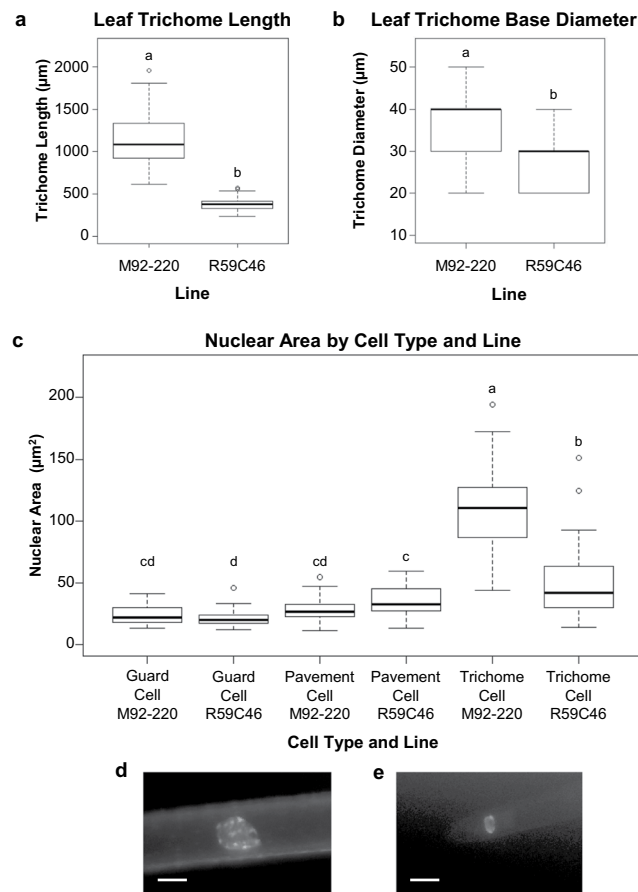 a
Leaf Trichome Length
Trichome Length (µm)
2000
1500
1000
500
0
a
b
M92-220
R59C46
Line
b
Leaf Trichome Base Diameter
Trichome Diameter (µm)
50
40
30
20
10
a
b
M92-220
R59C46
Line
c
Nuclear Area by Cell Type and Line
Nuclear Area (µm²)
200
150
100
50
0
cd
d
cd
c
a
b
Guard Cell M92-220
Guard Cell R59C46
Pavement Cell M92-220
Pavement Cell R59C46
Trichome Cell M92-220
Trichome Cell R59C46
Cell Type and Line
d
e